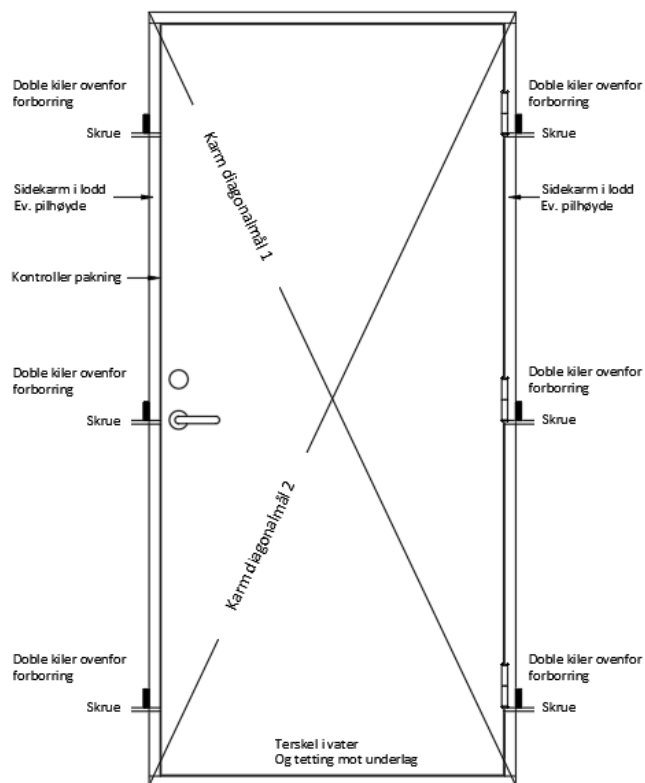 Doble kiler ovenfor
forborring
Skrue
Doble kiler ovenfor
forborring
Skrue
Sidekarm i lodd
Ev. pilhøyde
Sidekarm i lodd
Ev. pilhøyde
Karm diagonalmål 1
Kontroller pakning
Doble kiler ovenfor
forborring
Skrue
Doble kiler ovenfor
forborring
Skrue
Karm diagonalmål 2
Doble kiler ovenfor
forborring
Skrue
Doble kiler ovenfor
forborring
Skrue
Terskel i vater
Og tetting mot underlag